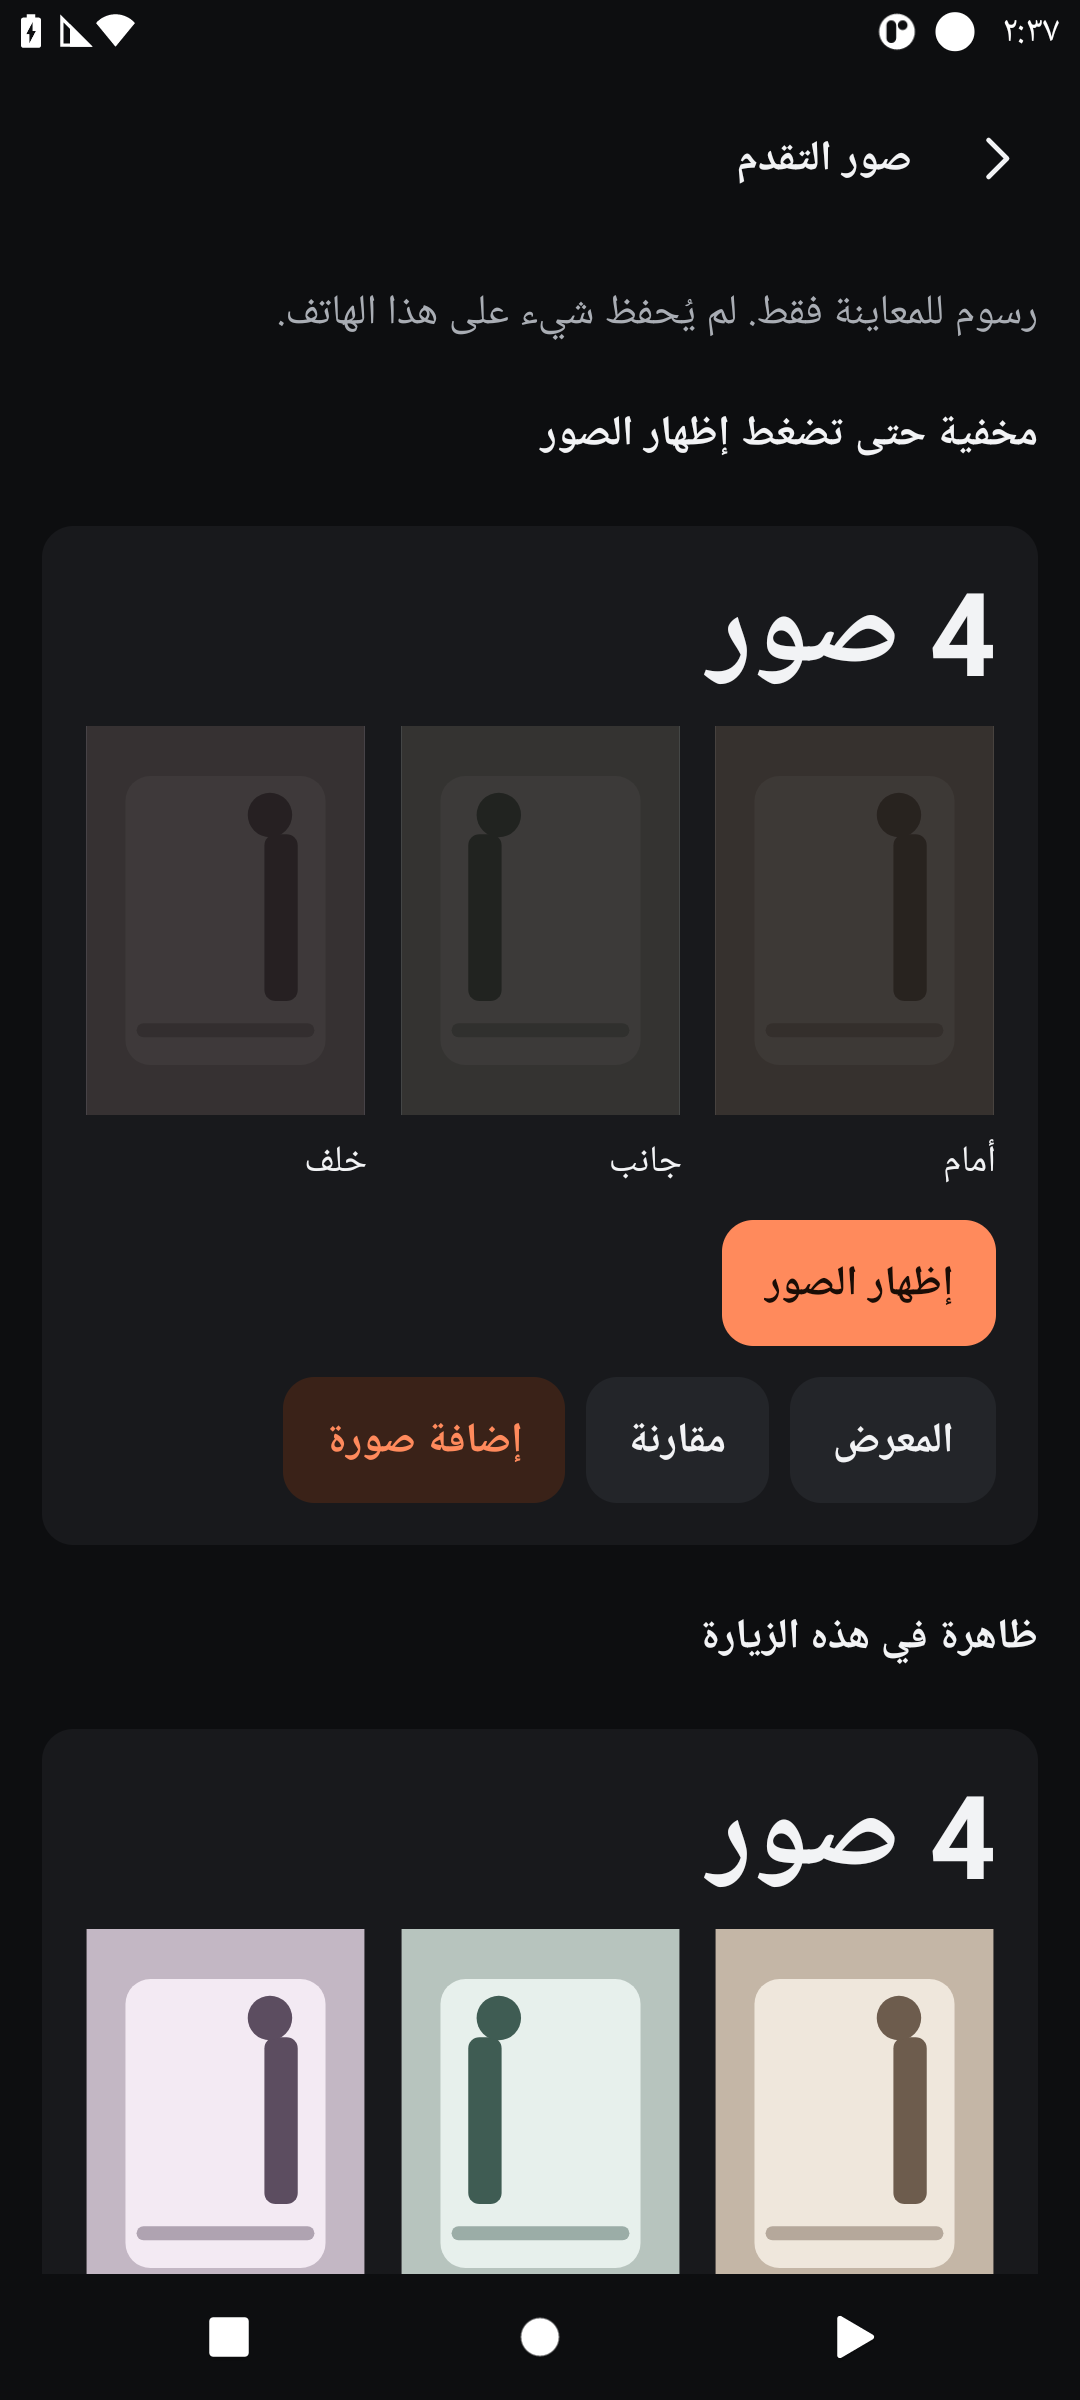 ٢:٣٧
صور التقدم
رسوم للمعاينة فقط. لم يُحفظ شيء على هذا الهاتف.
مخفية حتى تضغط إظهار الصور
4 صور
أمام
جانب
خلف
إظهار الصور
المعرض
مقارنة
إضافة صورة
ظاهرة في هذه الزيارة
4 صور